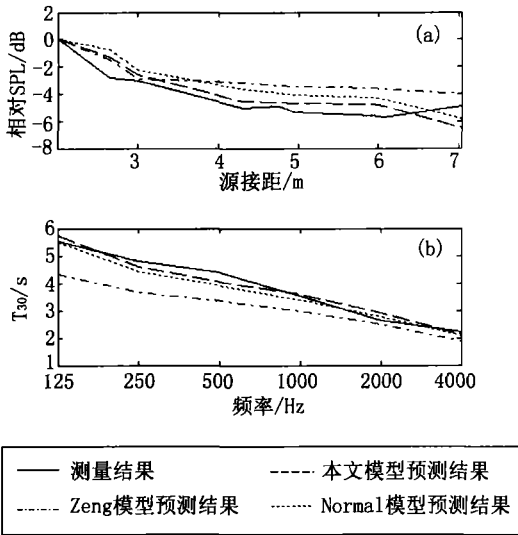 2
0
-2
-4
-6
-8
相对SPL/dB
(a)
3 4 5 6 7
源接距/m
6
5
4
3
2
1
T30/s
(b)
125 250 500 1000 2000 4000
频率/Hz
测量结果 本文模型预测结果
Zeng模型预测结果 Normal模型预测结果